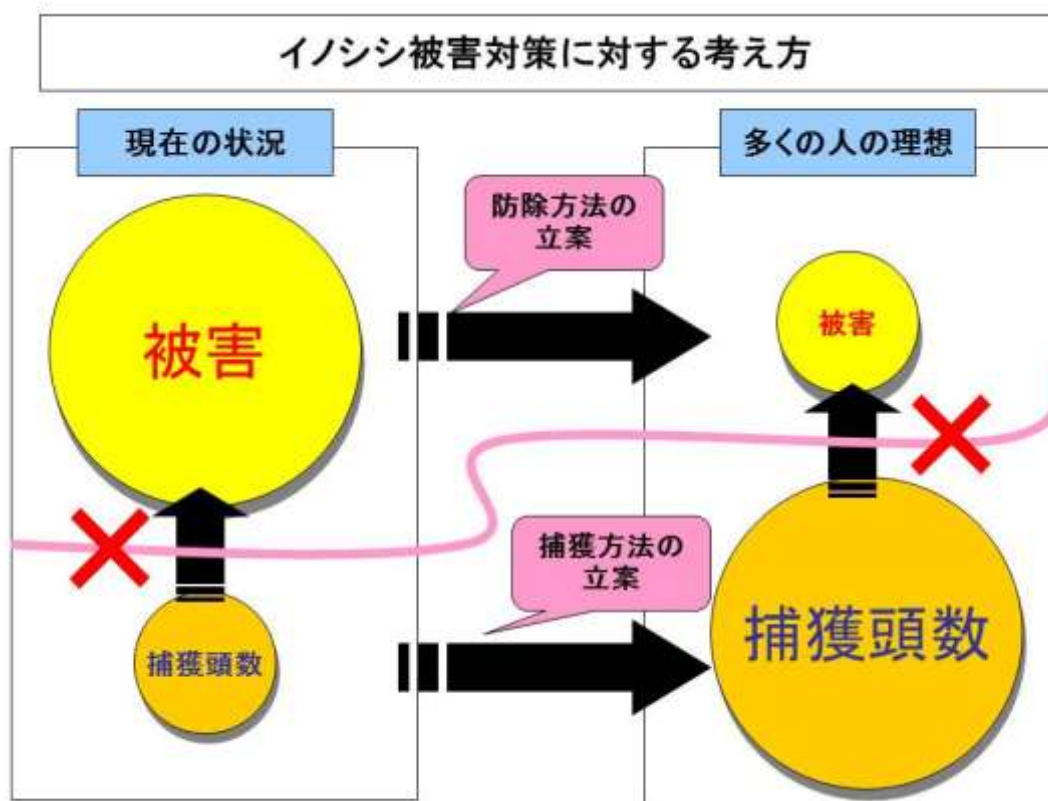 イノシシ被害対策に対する考え方
現在の状況
多くの人の理想
防除方法の
立案
被害
被害
捕獲方法の
立案
捕獲頭数
捕獲頭数